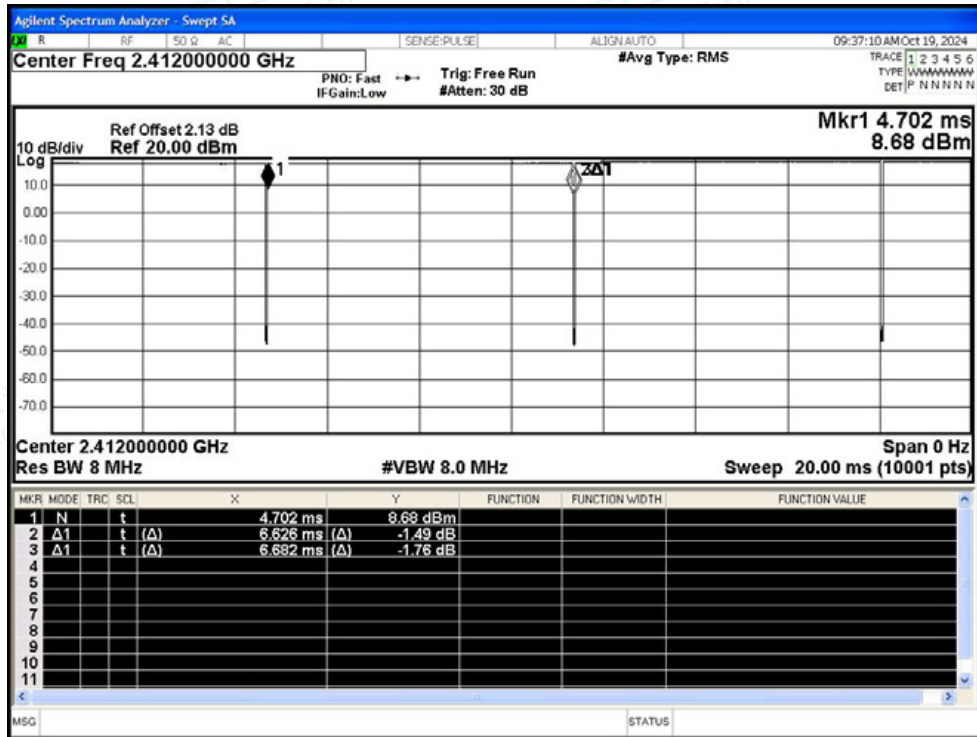 Agilent Spectrum Analyzer - Swept SA
R RF 50 Ω AC SENSE:PULSE ALIGN AUTO 09:37:10 AM Oct 19, 2024
Center Freq 2.412000000 GHz #Avg Type: RMS TRACE 1 2 3 4 5 6
PNO: Fast Trig: Free Run TYPE WWWWWW
IFGain:Low #Atten: 30 dB DET P N N N N N
Mkr1 4.702 ms
Ref Offset 2.13 dB
10 dB/div Ref 20.00 dBm 8.68 dBm
Log
1 3Δ1
10.0
0.00
-10.0
-20.0
-30.0
-40.0
-50.0
-60.0
-70.0
Center 2.412000000 GHz Span 0 Hz
Res BW 8 MHz #VBW 8.0 MHz Sweep 20.00 ms (10001 pts)
MKR MODE TRC SCL X Y FUNCTION FUNCTION WIDTH FUNCTION VALUE
1 N t 4.702 ms 8.68 dBm
2 Δ1 t (Δ) 6.626 ms (Δ) -1.49 dB
3 Δ1 t (Δ) 6.682 ms (Δ) -1.76 dB
4
5
6
7
8
9
10
11
MSG STATUS